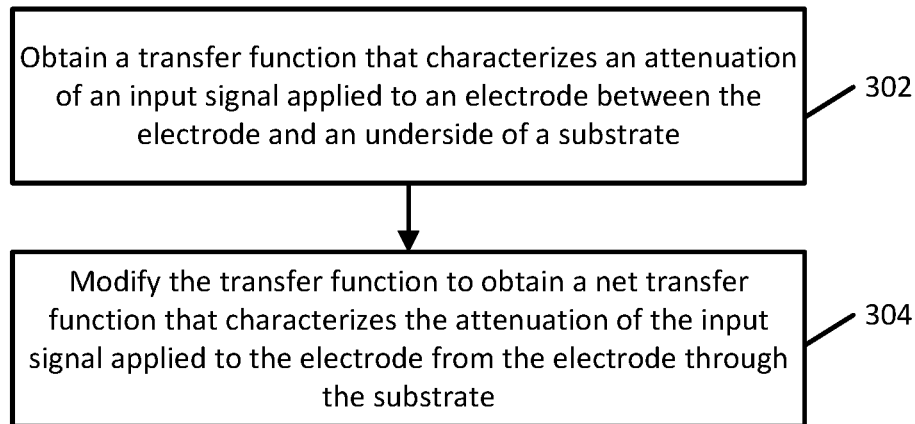 Obtain a transfer function that characterizes an attenuation
of an input signal applied to an electrode between the
electrode and an underside of a substrate
302
Modify the transfer function to obtain a net transfer
function that characterizes the attenuation of the input
signal applied to the electrode from the electrode through
the substrate
304